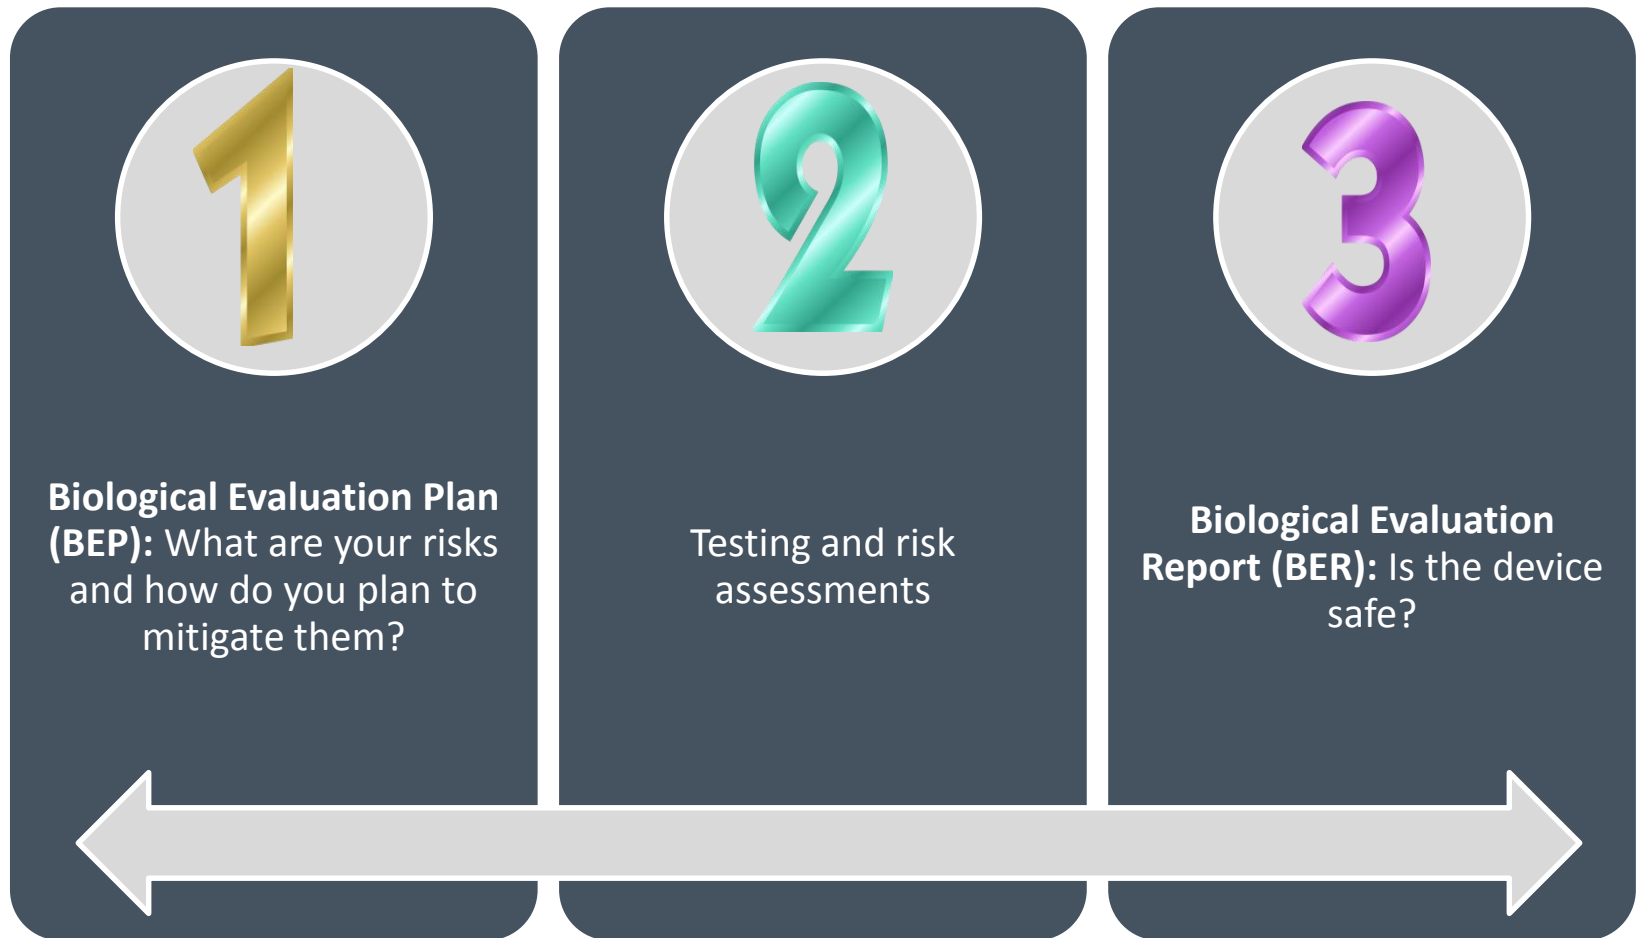 1
Biological Evaluation Plan
(BEP): What are your risks
and how do you plan to
mitigate them?
2
Testing and risk
assessments
3
Biological Evaluation
Report (BER): Is the device
safe?